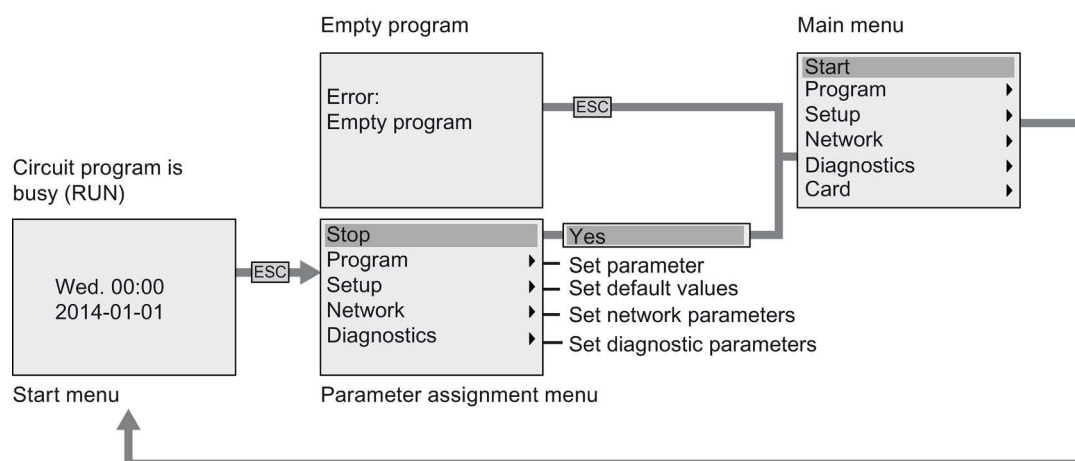 Empty program
Main menu
Error:
Empty program
ESC
Start
Program
Setup
Network
Diagnostics
Card
Circuit program is
busy (RUN)
Wed. 00:00
2014-01-01
ESC
Stop
Program
Setup
Network
Diagnostics
Yes
Set parameter
Set default values
Set network parameters
Set diagnostic parameters
Start menu
Parameter assignment menu